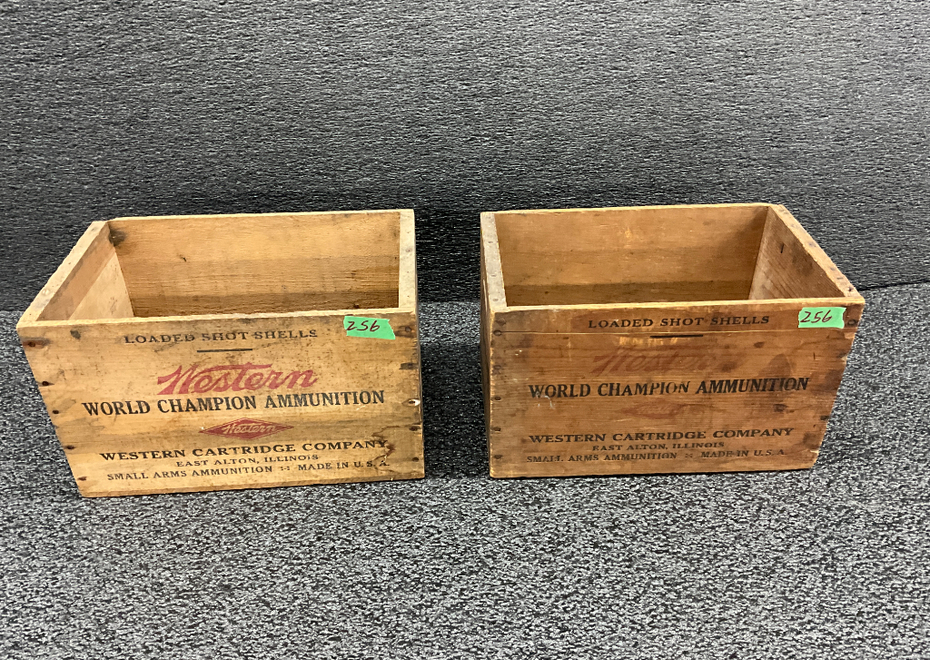 LOADED SHOT SHELLS
256
Western
WORLD CHAMPION AMMUNITION
Western
WESTERN CARTRIDGE COMPANY
EAST ALTON, ILLINOIS
SMALL ARMS AMMUNITION -:- MADE IN U.S.A.
LOADED SHOT SHELLS
256
Western
WORLD CHAMPION AMMUNITION
WESTERN CARTRIDGE COMPANY
EAST ALTON, ILLINOIS
SMALL ARMS AMMUNITION -:- MADE IN U.S.A.